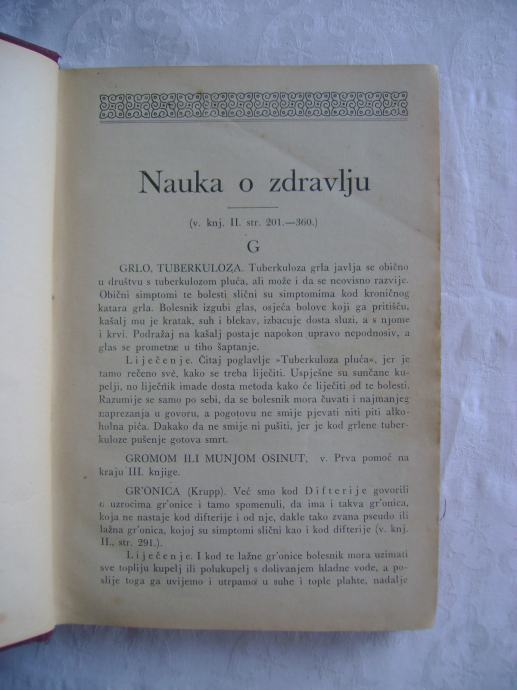 Nauka o zdravlju
(v. knj. II. str. 201.—360.)
G
GRLO, TUBERKULOZA. Tuberkuloza grla javlja se obično
u društvu s tuberkulozom pluća, ali može i da se neovisno razvije.
Obični simptomi te bolesti slični su simptomima kod kroničnog
katara grla. Bolesnik izgubi glas, osjeća bolove koji ga pritišću,
kašalj mu je kratak, suh i blekav, izbacuje dosta sluzi, a s njome
i krvi. Podražaj na kašalj postaje napokon upravo nepodnosiv, a
glas se prometne u tiho šaptanje.
Liječenje. Čitaj poglavlje »Tuberkuloza pluća«, jer je
tamo rečeno sve, kako se treba liječiti. Uspješne su sunčane ku-
pelji, no liječnik imade dosta metoda kako će liječiti od te bolesti.
Razumije se samo po sebi, da se bolesnik mora čuvati i najmanjeg
naprezanja u govoru, a pogotovu ne smije pjevati niti piti alko-
holna pića. Dakako da ne smije ni pušiti, jer je kod grlene tuber-
kuloze pušenje gotova smrt.
GROMOM ILI MUNJOM OSINUT, v. Prva pomoć na
kraju III. knjige.
GR'ONICA (Krupp). Već smo kod Difterije govorili
o uzrocima gr'onice i tamo spomenuli, da ima i takva gr'onica,
koja ne nastaje kod difterije i od nje, dakle tako zvana pseudo ili
lažna gr'onica, kojoj su simptomi slični kao i kod difterije (v. knj.
II., str. 291.).
Liječenje. I kod te lažne gr'onice bolesnik mora uzimati
sve topliju kupelj ili polukupelj s dolivanjem hladne vode, a po-
slije toga ga uvijemo i utrpamo u suhe i tople plahte, nadalje